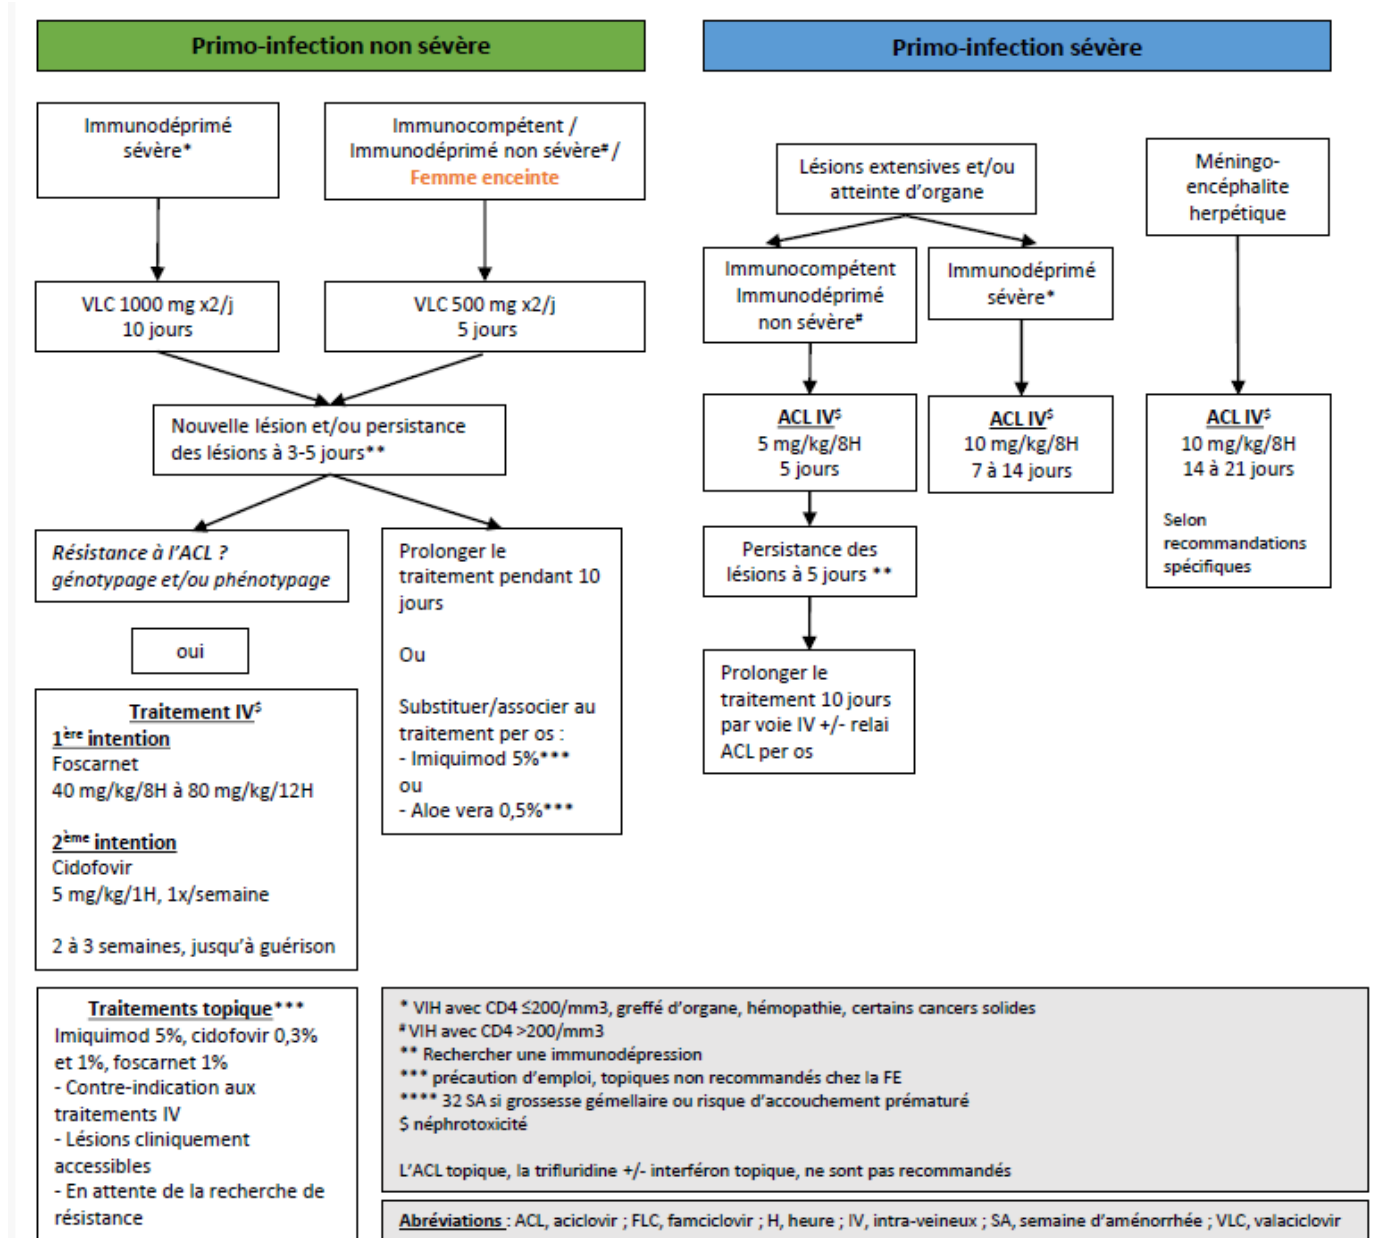 Primo-infection non sévère
Immunodéprimé
sévère*
Immunocompétent /
Immunodéprimé non sévère# /
Femme enceinte
VLC 1000 mg x2/j
10 jours
VLC 500 mg x2/j
5 jours
Nouvelle lésion et/ou persistance
des lésions à 3-5 jours**
Résistance à l'ACL ?
génotypage et/ou phénotypage
oui
Traitement IV$
1ère intention
Foscarnet
40 mg/kg/8H à 80 mg/kg/12H
2ème intention
Cidofovir
5 mg/kg/1H, 1x/semaine
2 à 3 semaines, jusqu'à guérison
Prolonger le
traitement pendant 10
jours
Ou
Substituer/associer au
traitement per os :
- Imiquimod 5%***
ou
- Aloe vera 0,5%***
Traitements topique***
Imiquimod 5%, cidofovir 0,3%
et 1%, foscarnet 1%
- Contre-indication aux
traitements IV
- Lésions cliniquement
accessibles
- En attente de la recherche de
résistance
Primo-infection sévère
Lésions extensives et/ou
atteinte d'organe
Immunocompétent
Immunodéprimé
non sévère#
ACL IV$
5 mg/kg/8H
5 jours
Persistance des
lésions à 5 jours **
Prolonger le
traitement 10 jours
par voie IV +/- relai
ACL per os
Immunodéprimé
sévère*
ACL IV$
10 mg/kg/8H
7 à 14 jours
Méningo-
encéphalite
herpétique
ACL IV$
10 mg/kg/8H
14 à 21 jours
Selon
recommandations
spécifiques
* VIH avec CD4 ≤200/mm3, greffé d'organe, hémopathie, certains cancers solides
# VIH avec CD4 >200/mm3
** Rechercher une immunodépression
*** précaution d'emploi, topiques non recommandés chez la FE
**** 32 SA si grossesse gémellaire ou risque d'accouchement prématuré
$ néphrotoxicité
L'ACL topique, la trifluridine +/- interféron topique, ne sont pas recommandés
Abréviations : ACL, aciclovir ; FLC, famciclovir ; H, heure ; IV, intra-veineux ; SA, semaine d'aménorrhée ; VLC, valaciclovir